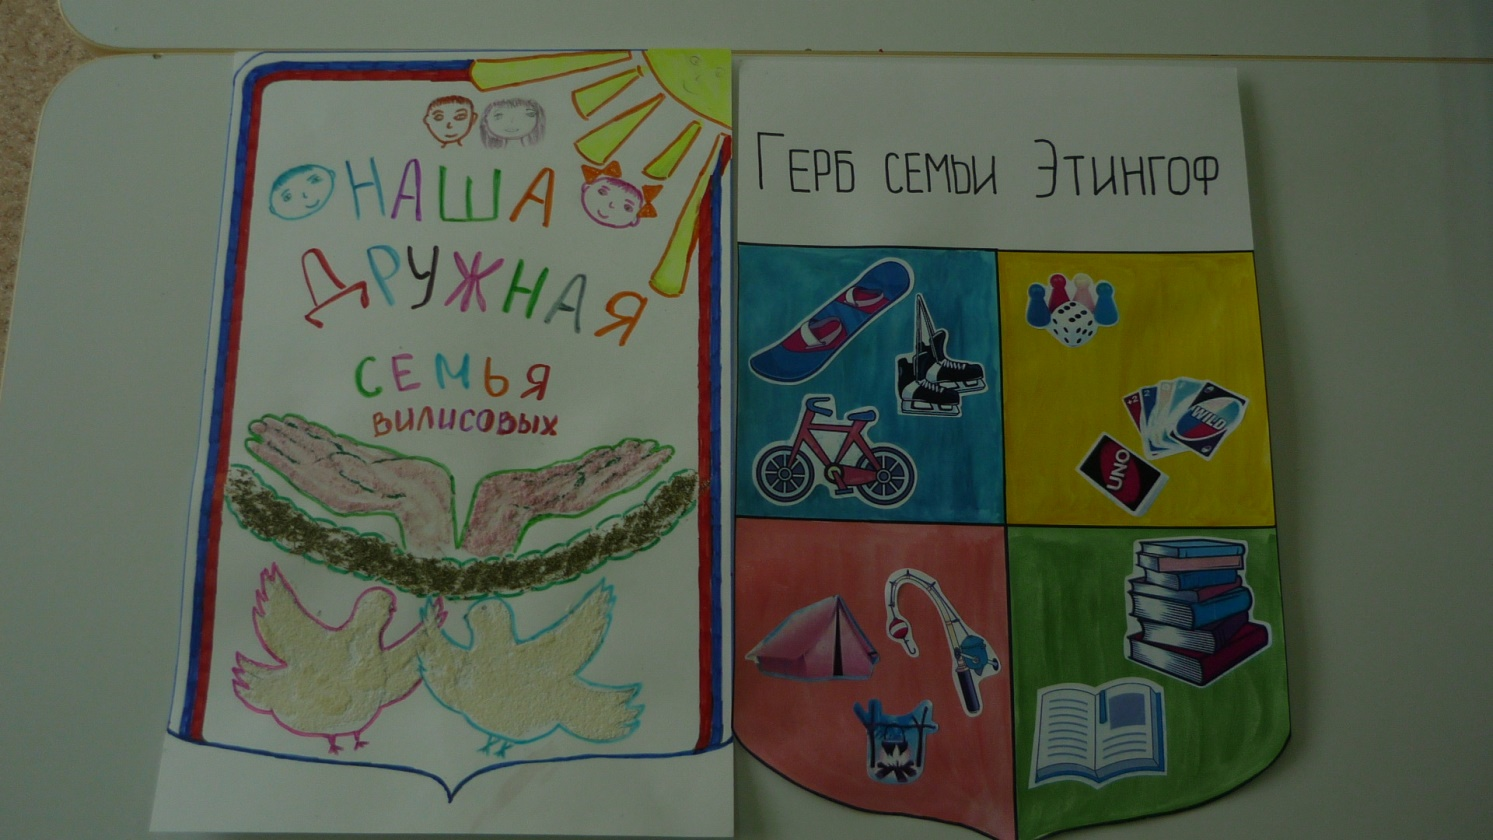 НАША
ДРУЖНАЯ
СЕМЬЯ
ВИЛИСОВЫХ
ГЕРБ СЕМЬИ ЭТИНГОФ
WILD
UNO